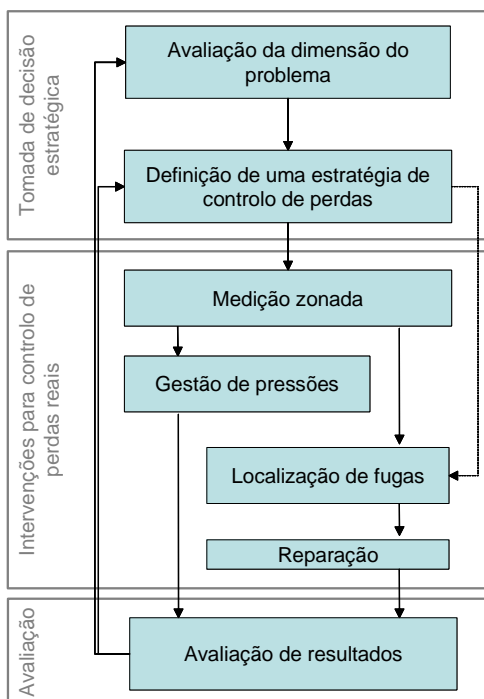 Tomada de decisão
estratégica
Avaliação da dimensão do
problema
Definição de uma estratégia de
controlo de perdas
Intervenções para controlo de
perdas reais
Medição zonada
Gestão de pressões
Localização de fugas
Reparação
Avaliação
Avaliação de resultados